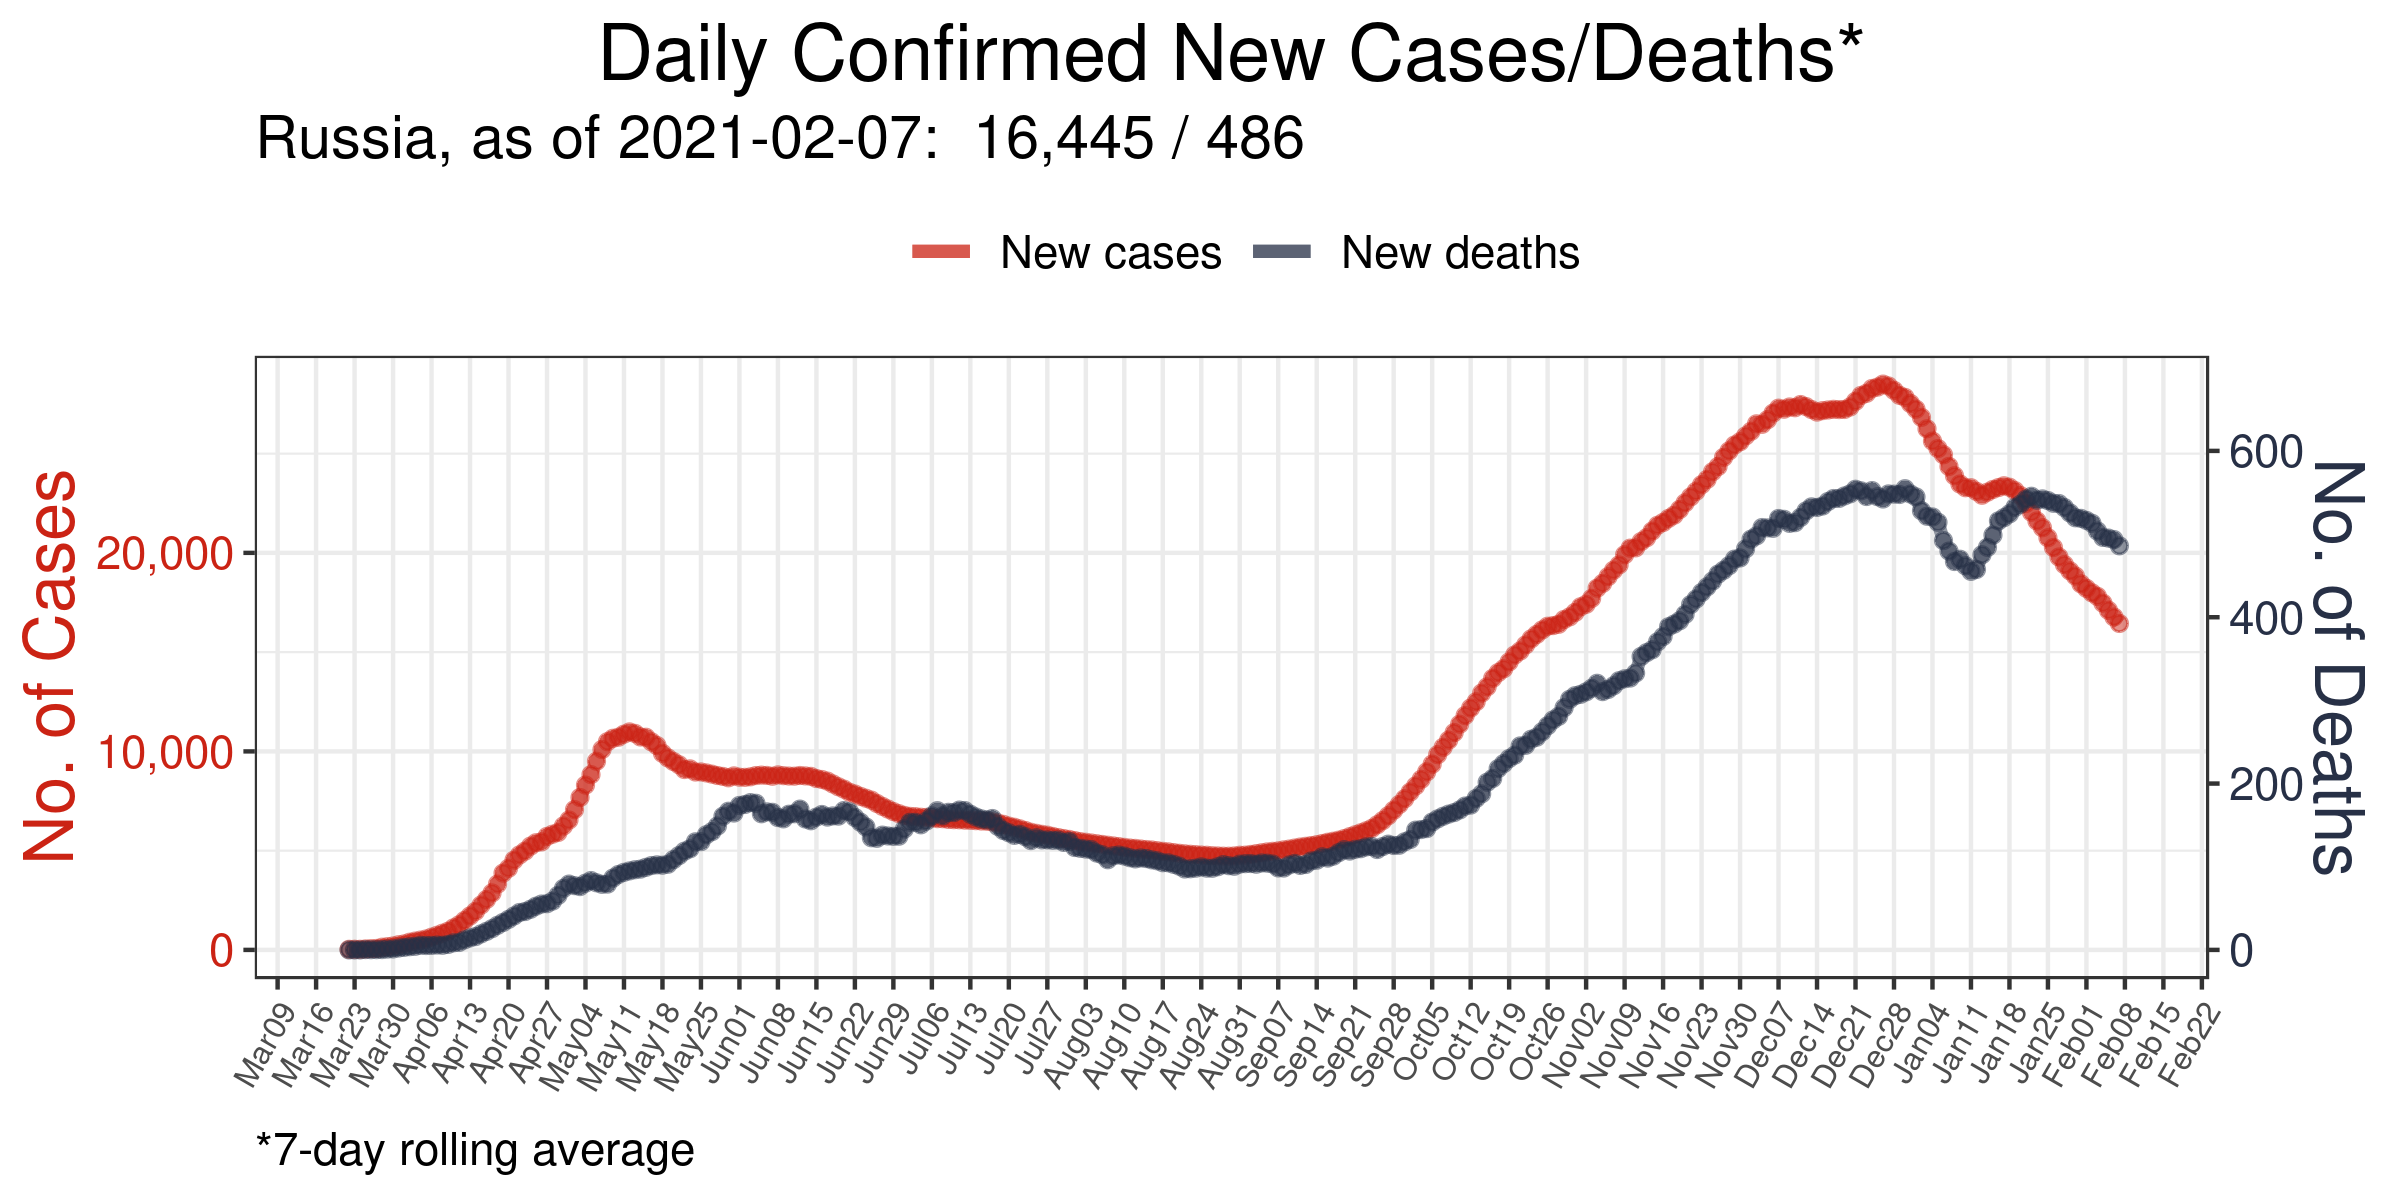 Daily Confirmed New Cases/Deaths*
Russia, as of 2021-02-07:  16,445 / 486
New cases
New deaths
No. of Cases
20,000
10,000
0
600
400
200
0
No. of Deaths
Mar09
Mar16
Mar23
Mar30
Apr06
Apr13
Apr20
Apr27
May04
May11
May18
May25
Jun01
Jun08
Jun15
Jun22
Jun29
Jul06
Jul13
Jul20
Jul27
Aug03
Aug10
Aug17
Aug24
Aug31
Sep07
Sep14
Sep21
Sep28
Oct05
Oct12
Oct19
Oct26
Nov02
Nov09
Nov16
Nov23
Nov30
Dec07
Dec14
Dec21
Dec28
Jan04
Jan11
Jan18
Jan25
Feb01
Feb08
Feb15
Feb22
*7-day rolling average